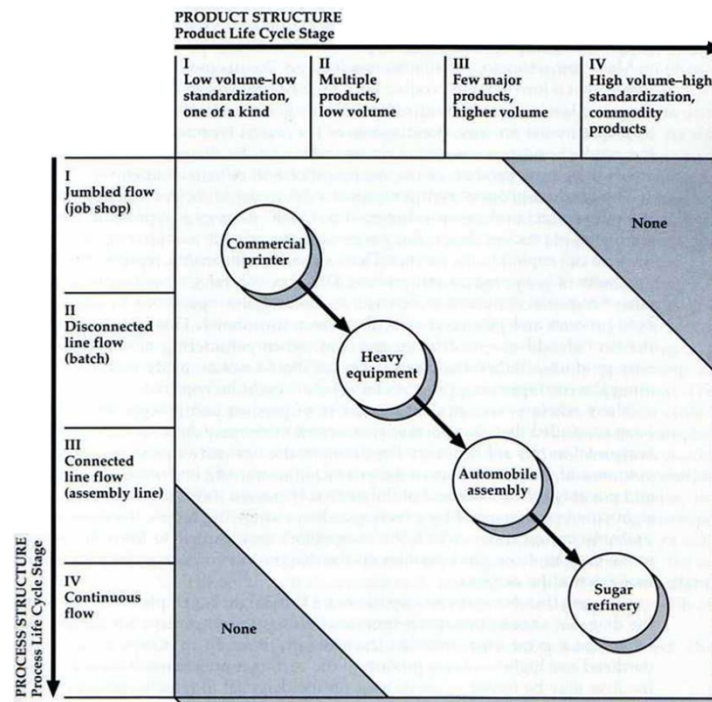 PRODUCT STRUCTURE
Product Life Cycle Stage
I
Low volume–low
standardization,
one of a kind
II
Multiple
products,
low volume
III
Few major
products,
higher volume
IV
High volume–high
standardization,
commodity
products
PROCESS STRUCTURE
Process Life Cycle Stage
I
Jumbled flow
(job shop)
II
Disconnected
line flow
(batch)
III
Connected
line flow
(assembly line)
IV
Continuous
flow
None
Commercial
printer
Heavy
equipment
Automobile
assembly
Sugar
refinery
None